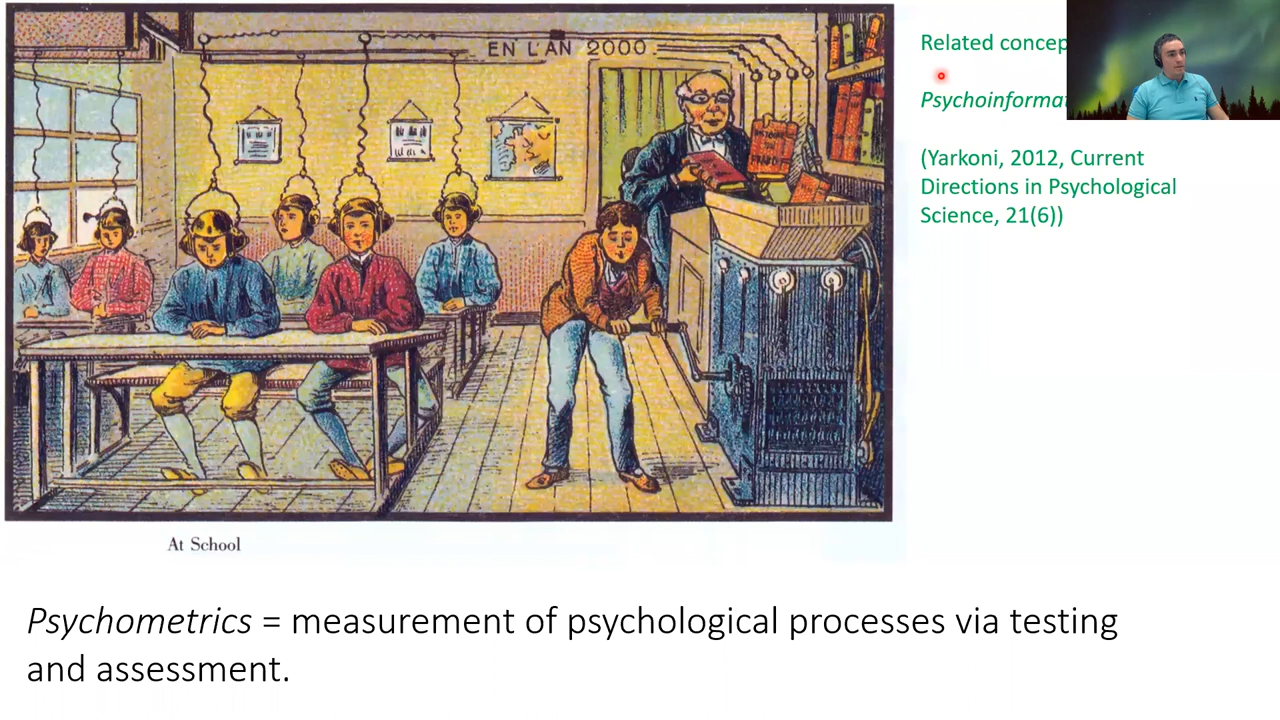 EN L'AN 2000
Related concep
Psychoinforma
(Yarkoni, 2012, Current
Directions in Psychological
Science, 21(6))
At School
Psychometrics = measurement of psychological processes via testing
and assessment.